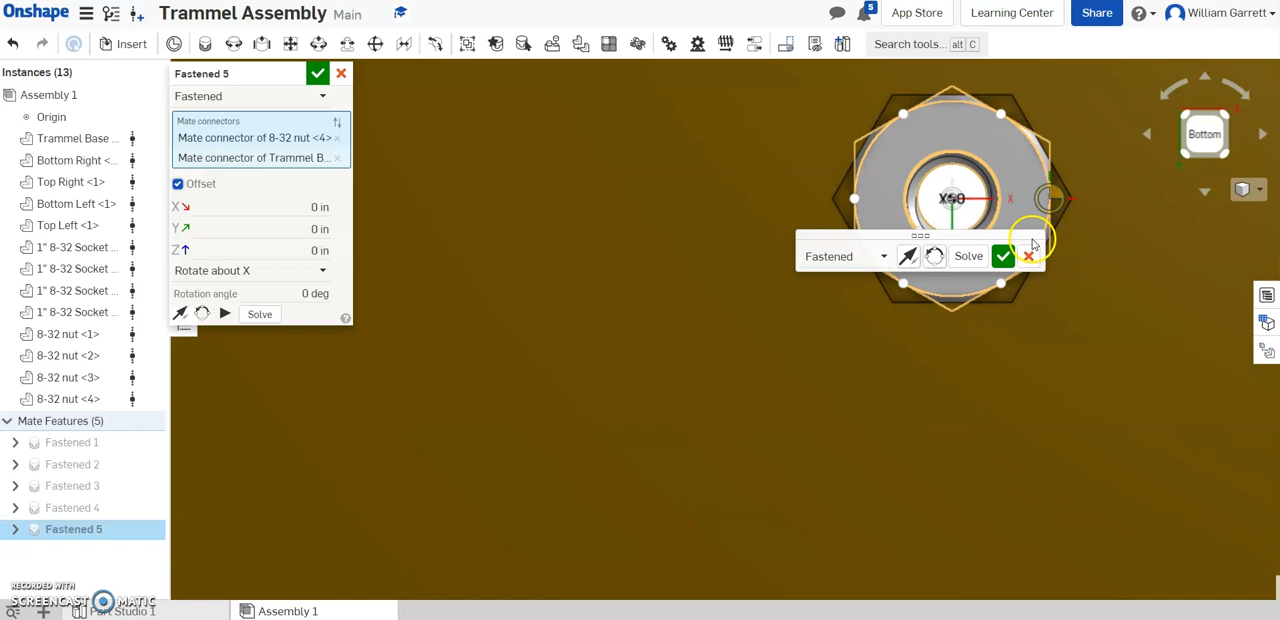 Onshape Trammel Assembly Main 5 App Store Learning Center Share William Garrett
Insert Search tools... alt C
Instances (13)
Assembly 1
Origin
Trammel Base ...
Bottom Right <...
Top Right <1>
Bottom Left <1>
Top Left <1>
1" 8-32 Socket ...
1" 8-32 Socket ...
1" 8-32 Socket ...
1" 8-32 Socket ...
8-32 nut <1>
8-32 nut <2>
8-32 nut <3>
8-32 nut <4>
Mate Features (5)
Fastened 1
Fastened 2
Fastened 3
Fastened 4
Fastened 5
Fastened 5
Fastened
Mate connectors
Mate connector of 8-32 nut <4>
Mate connector of Trammel B...
Offset
X 0 in
Y 0 in
Z 0 in
Rotate about X
Rotation angle 0 deg
Solve
X
Fastened Solve
Bottom
RECORDED WITH
SCREENCAST MATIC
Part Studio 1 Assembly 1